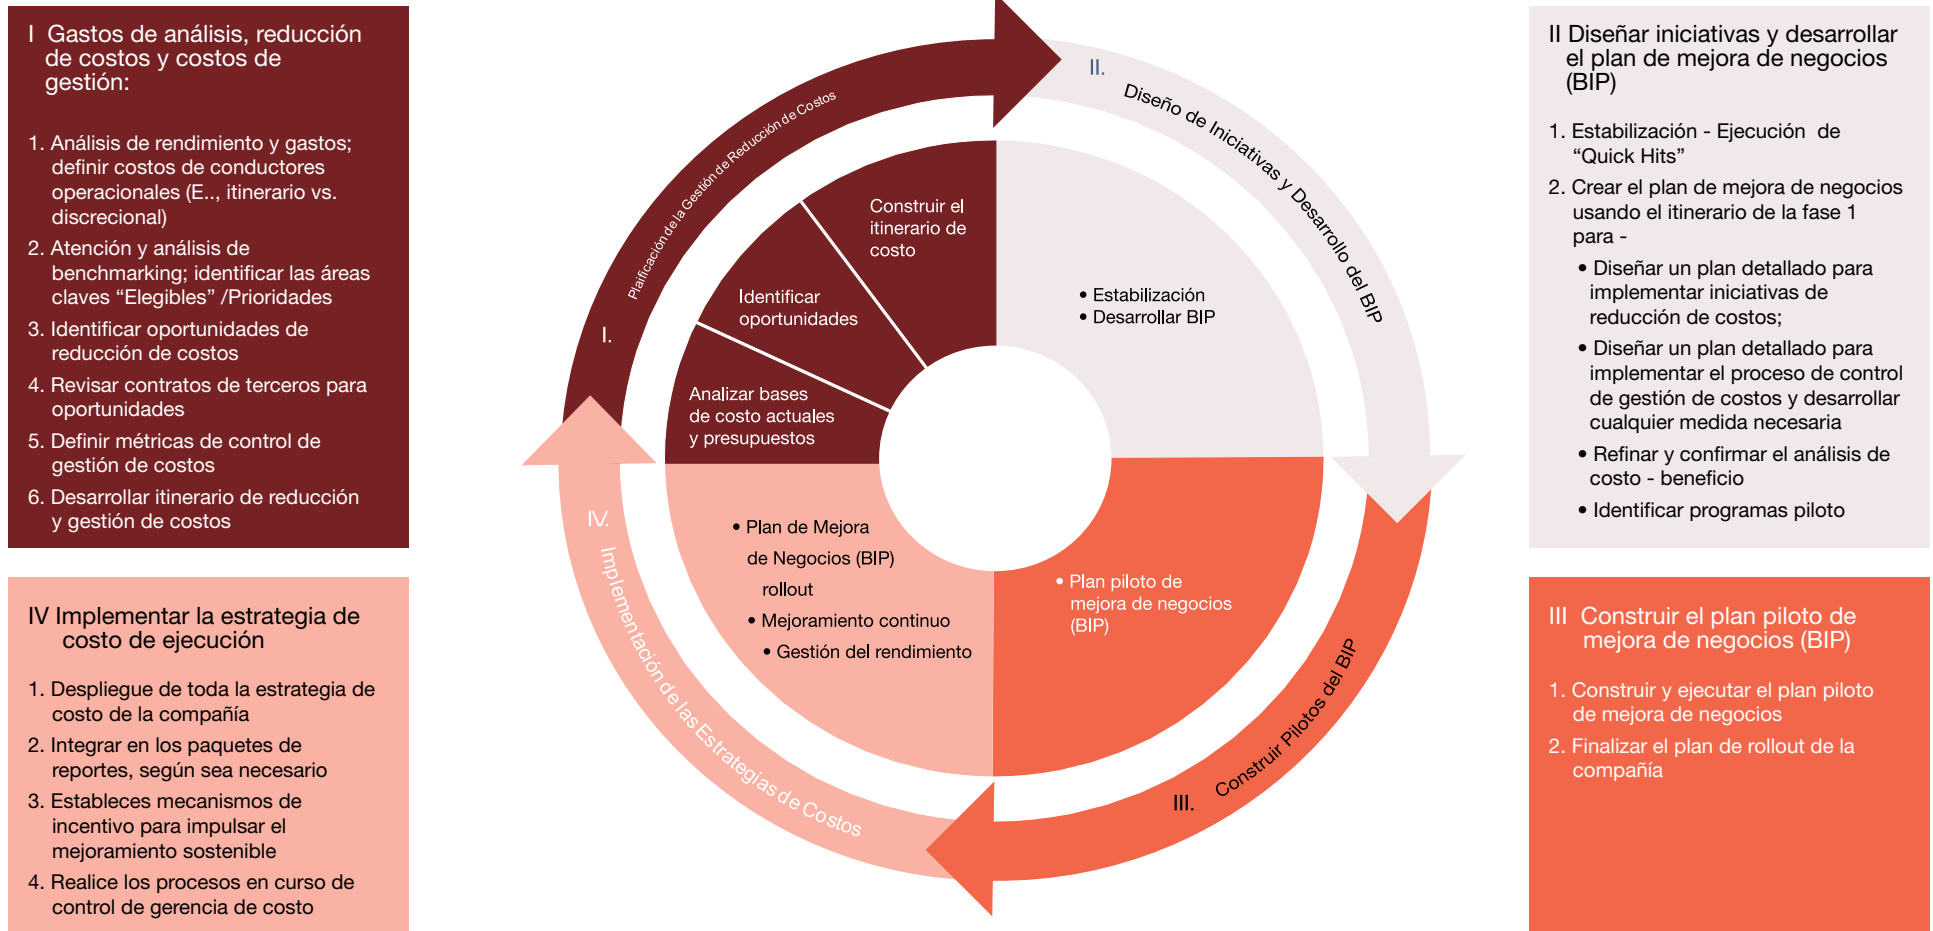 I Gastos de análisis, reducción
de costos y costos de
gestión:
1. Análisis de rendimiento y gastos;
definir costos de conductores
operacionales (E.., itinerario vs.
discrecional)
2. Atención y análisis de
benchmarking; identificar las áreas
claves “Elegibles” /Prioridades
3. Identificar oportunidades de
reducción de costos
4. Revisar contratos de terceros para
oportunidades
5. Definir métricas de control de
gestión de costos
6. Desarrollar itinerario de reducción
y gestión de costos
IV Implementar la estrategia de
costo de ejecución
1. Despliegue de toda la estrategia de
costo de la compañía
2. Integrar en los paquetes de
reportes, según sea necesario
3. Estableces mecanismos de
incentivo para impulsar el
mejoramiento sostenible
4. Realice los procesos en curso de
control de gerencia de costo
I.
Plaificación de la Gestión de Reducción de Costos
II.
Diseño de Iniciativas y Desarrollo del BIP
III.
Construir Pilotos del BIP
IV.
Implementación de las Estrategias de Costos
Construir el
itinerario de
costo
Identificar
oportunidades
Analizar bases
de costo actuales
y presupuestos
• Estabilización
• Desarrollar BIP
• Plan piloto de
mejora de negocios
(BIP)
• Plan de Mejora
de Negocios (BIP)
rollout
• Mejoramiento continuo
• Gestión del rendimiento
II Diseñar iniciativas y desarrollar
el plan de mejora de negocios
(BIP)
1. Estabilización - Ejecución de
“Quick Hits”
2. Crear el plan de mejora de negocios
usando el itinerario de la fase 1
para -
• Diseñar un plan detallado para
implementar iniciativas de
reducción de costos;
• Diseñar un plan detallado para
implementar el proceso de control
de gestión de costos y desarrollar
cualquier medida necesaria
• Refinar y confirmar el análisis de
costo - beneficio
• Identificar programas piloto
III Construir el plan piloto de
mejora de negocios (BIP)
1. Construir y ejecutar el plan piloto
de mejora de negocios
2. Finalizar el plan de rollout de la
compañía